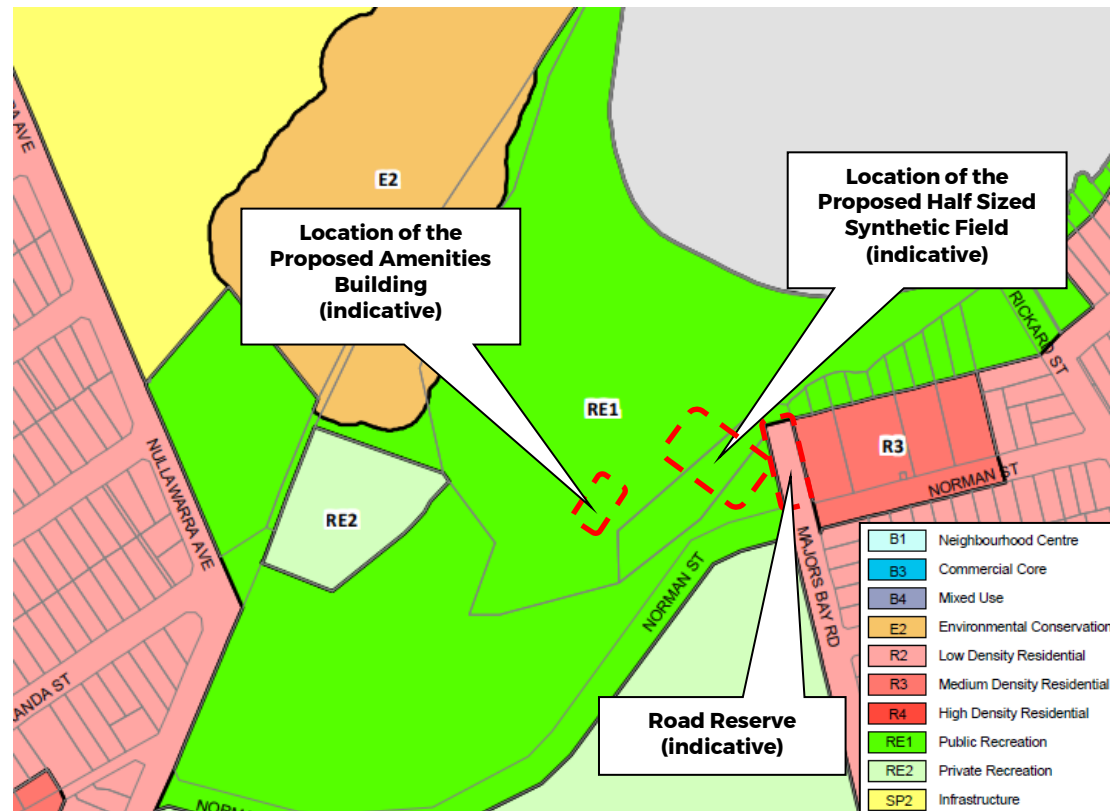 RA AVE
E2
Location of the
Proposed Amenities
Building
(indicative)
Location of the
Proposed Half Sized
Synthetic Field
(indicative)
RICKARD ST
RE1
R3
NORMAN ST
NULLAWARRA AVE
RE2
MAJORS BAY RD
NORMAN ST
ANDA ST
Road Reserve
(indicative)
NORM
B1 Neighbourhood Centre
B3 Commercial Core
B4 Mixed Use
E2 Environmental Conservation
R2 Low Density Residential
R3 Medium Density Residential
R4 High Density Residential
RE1 Public Recreation
RE2 Private Recreation
SP2 Infrastructure